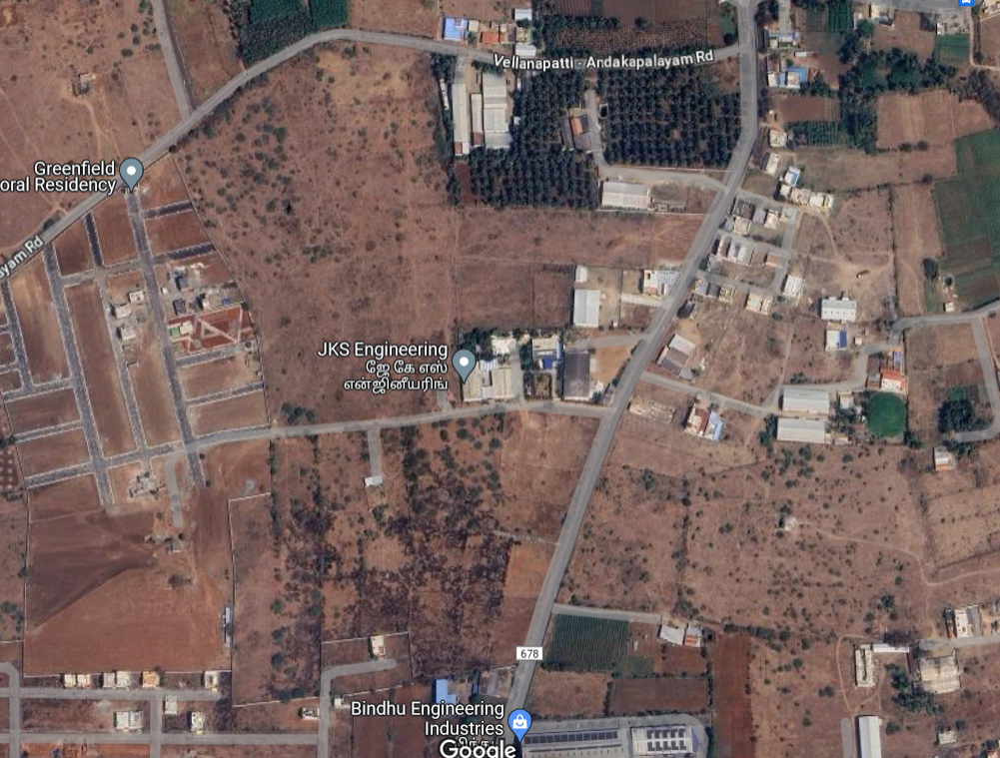 Vellanapatti - Andakapalayam Rd
Greenfield
oral Residency
ayam Rd
JKS Engineering
ஜே கே எஸ்
என்ஜினீயரிங்
678
Bindhu Engineering
Industries
Google